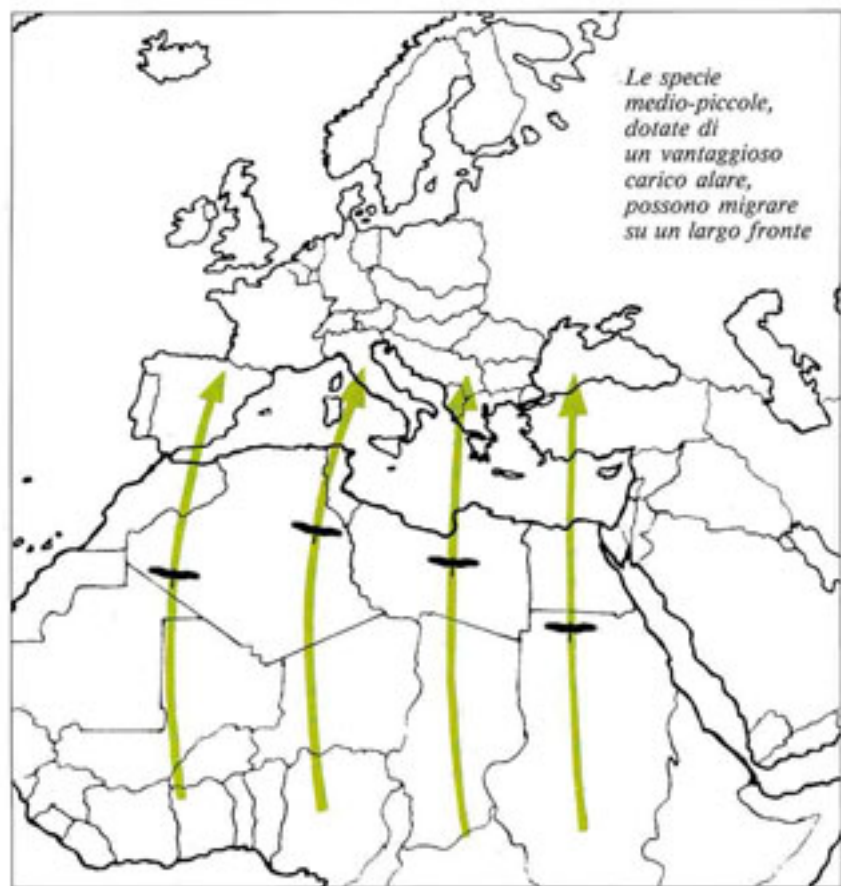 Le specie
medio-piccole,
dotate di
un vantaggioso
carico alare,
possono migrare
su un largo fronte